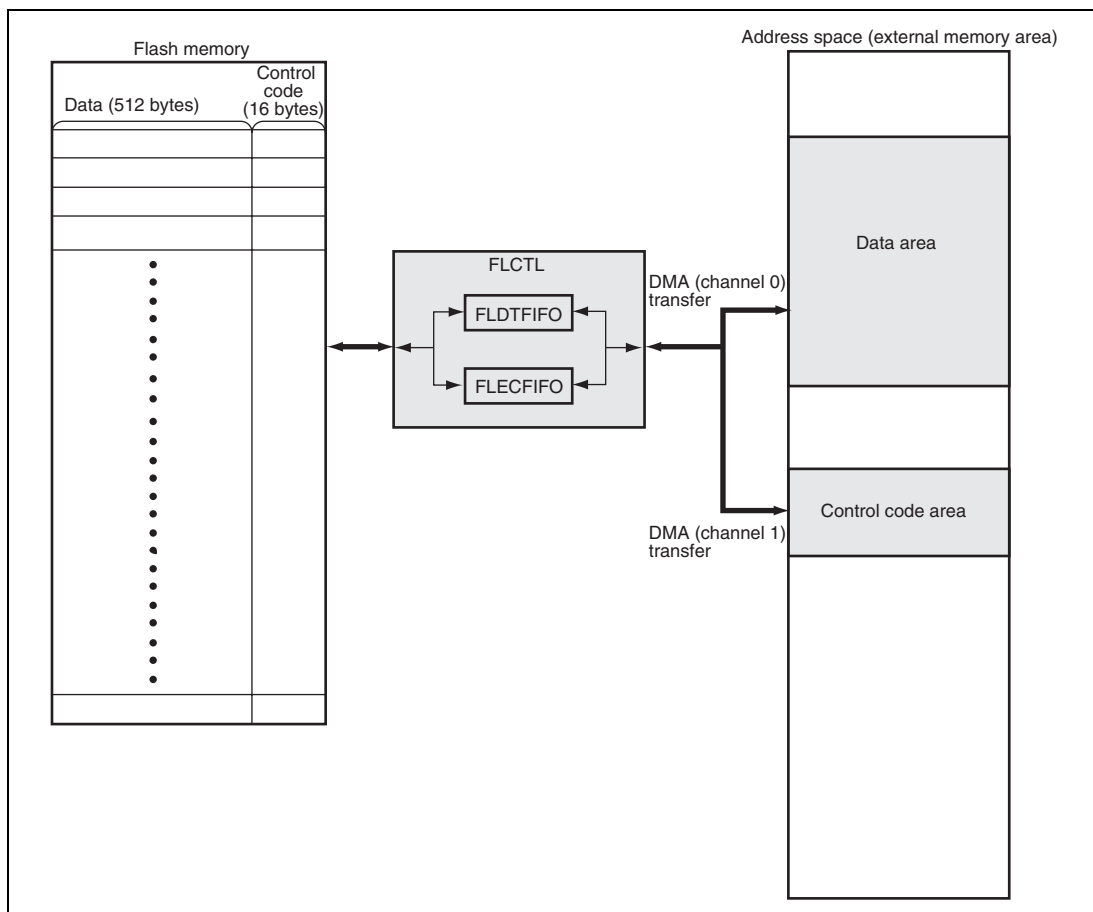 Flash memory
Data (512 bytes)
Control
code
(16 bytes)
FLCTL
FLDTFIFO
FLECFIFO
DMA (channel 0)
transfer
DMA (channel 1)
transfer
Address space (external memory area)
Data area
Control code area